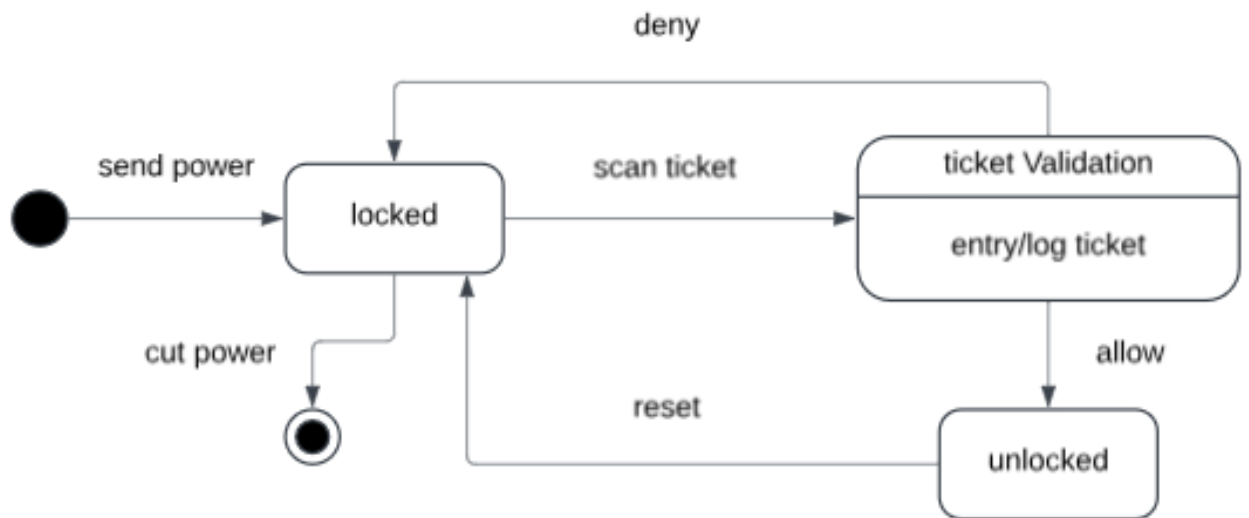 deny
send power
scan ticket
ticket Validation
locked
entry/log ticket
cut power
allow
reset
unlocked